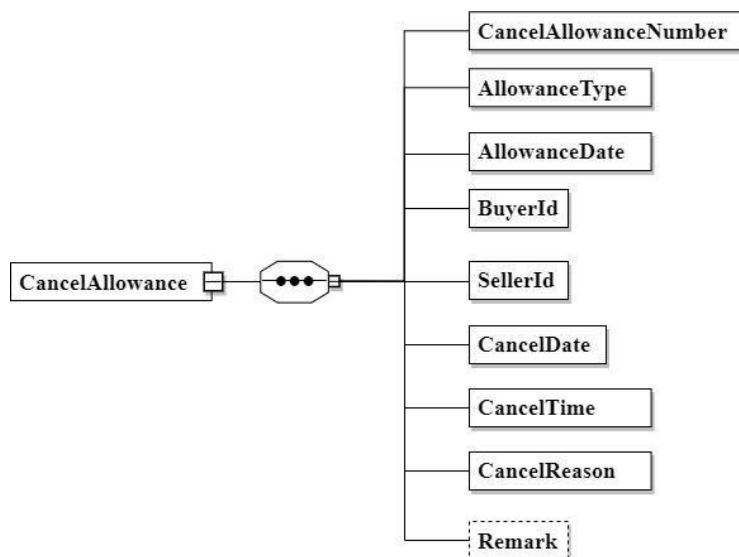 CancelAllowance
CancelAllowanceNumber
AllowanceType
AllowanceDate
BuyerId
SellerId
CancelDate
CancelTime
CancelReason
Remark